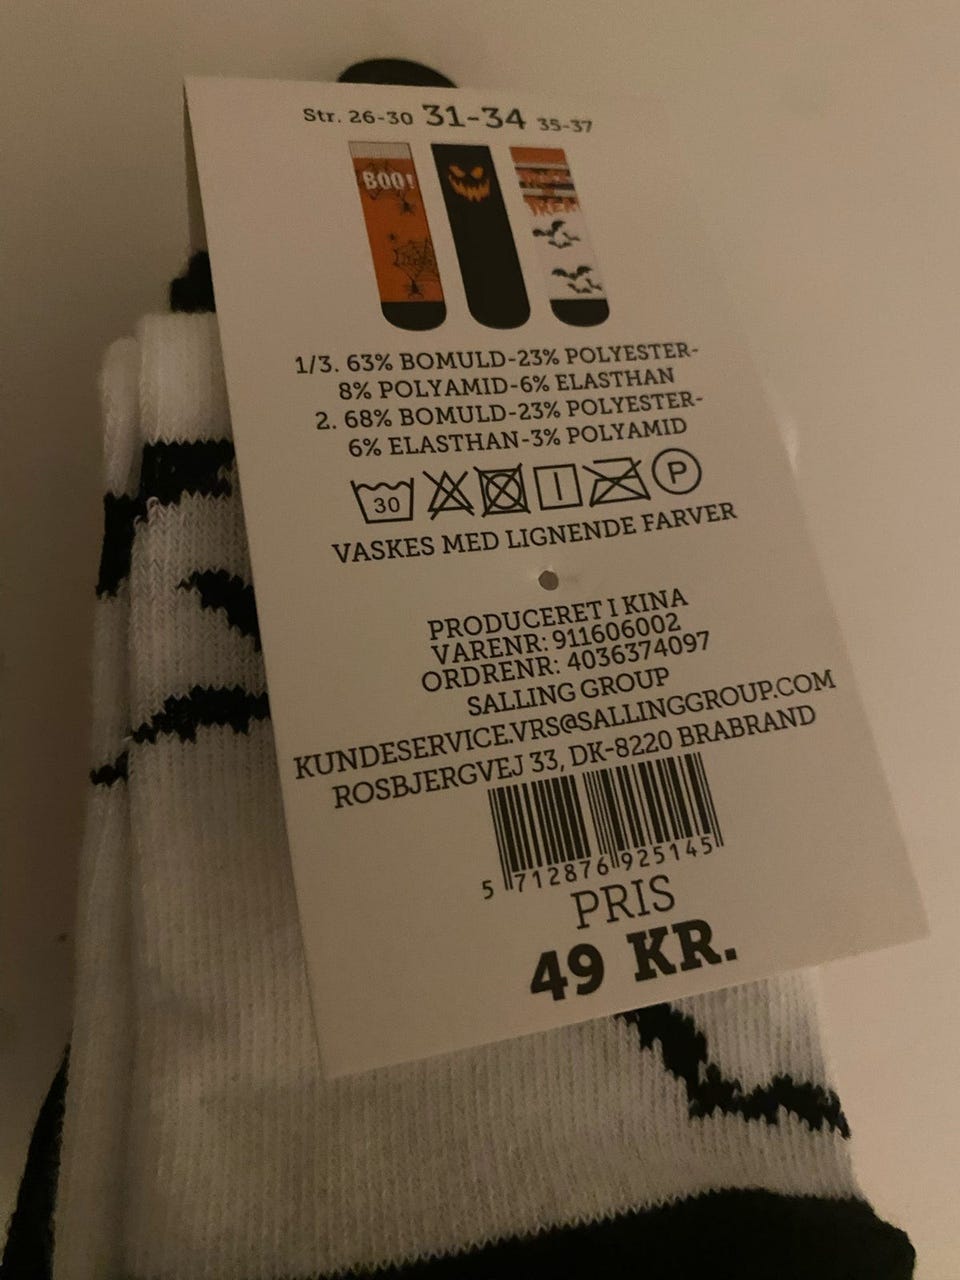 Str. 26-30 31-34 35-37
BOO!
1/3. 63% BOMULD-23% POLYESTER-
8% POLYAMID-6% ELASTHAN
2. 68% BOMULD-23% POLYESTER-
6% ELASTHAN-3% POLYAMID
30
P
VASKES MED LIGNENDE FARVER
PRODUCERET I KINA
VARENR: 911606002
ORDRENR: 4036374097
SALLING GROUP
KUNDESERVICE.VRS@SALLINGGROUP.COM
ROSBJERGVEJ 33, DK-8220 BRABRAND
5 712876 925145
PRIS
49 KR.